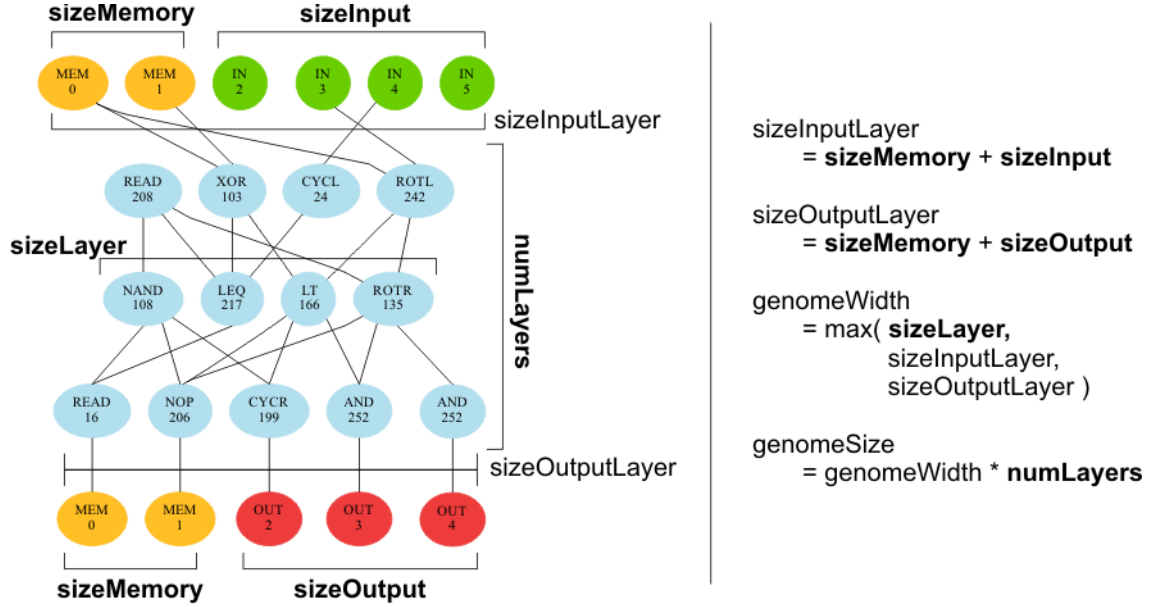 sizeMemory sizeInput
MEM MEM IN IN IN IN
0 1 2 3 4 5
sizeInputLayer
READ XOR CYCL ROTL
208 103 24 242
sizeLayer
numLayers
NAND LEQ LT ROTR
108 217 166 135
READ NOP CYCR AND AND
16 206 199 252 252
sizeOutputLayer
MEM MEM OUT OUT OUT
0 1 2 3 4
sizeMemory sizeOutput
sizeInputLayer
= sizeMemory + sizeInput
sizeOutputLayer
= sizeMemory + sizeOutput
genomeWidth
= max( sizeLayer,
sizeInputLayer,
sizeOutputLayer )
genomeSize
= genomeWidth * numLayers